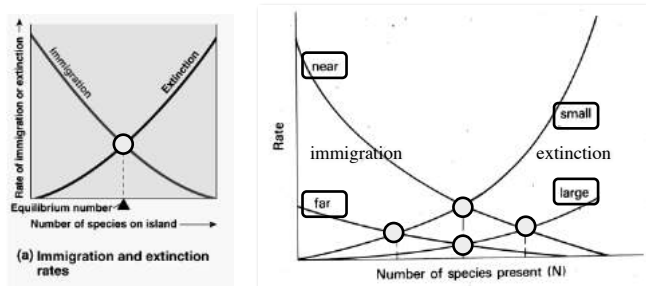 Rate of immigration or extinction →
Immigration
Extinction
Equilibrium number
Number of species on island →
(a) Immigration and extinction
rates
Rate
near
small
immigration
extinction
far
large
Number of species present (N)